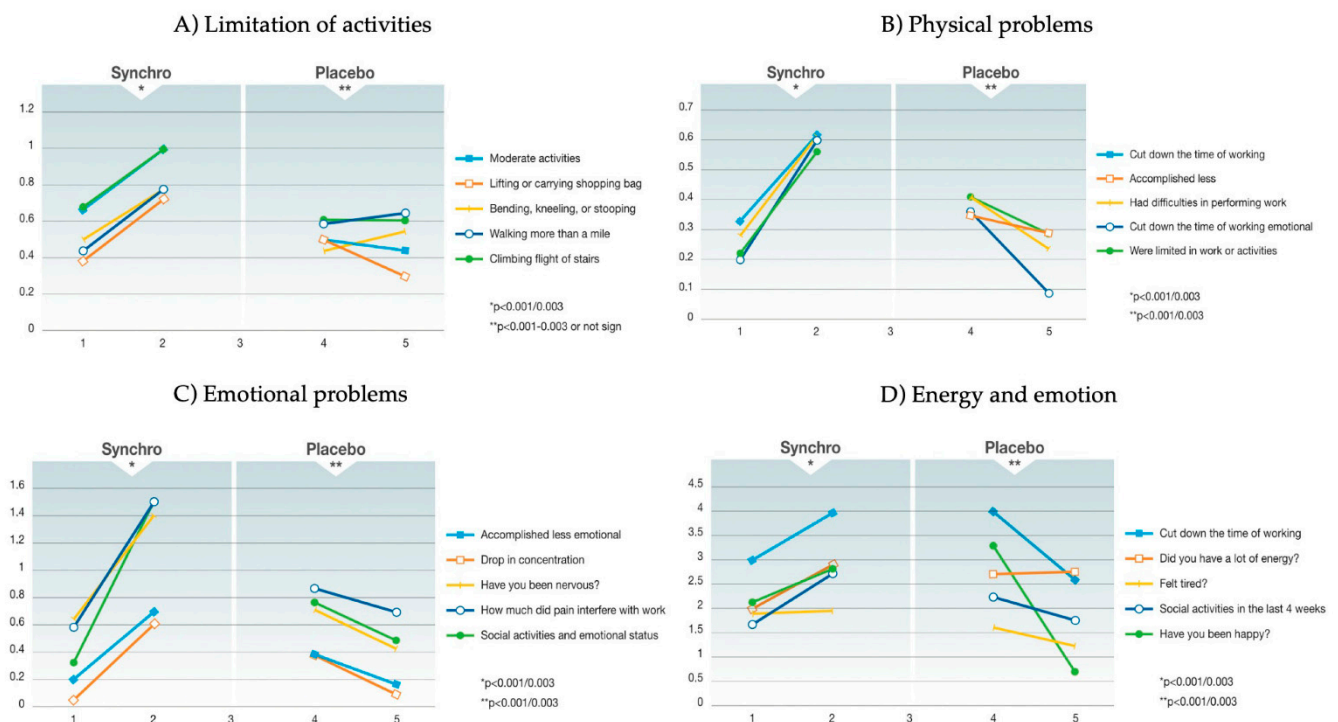 A) Limitation of activities
Synchro
*
Placebo
**
1.2
1
0.8
0.6
0.4
0.2
0
1 2 3 4 5
Moderate activities
Lifting or carrying shopping bag
Bending, kneeling, or stooping
Walking more than a mile
Climbing flight of stairs
*p<0.001/0.003
**p<0.001-0.003 or not sign
B) Physical problems
Synchro
*
Placebo
**
0.7
0.6
0.5
0.4
0.3
0.2
0.1
0
1 2 3 4 5
Cut down the time of working
Accomplished less
Had difficulties in performing work
Cut down the time of working emotional
Were limited in work or activities
*p<0.001/0.003
**p<0.001/0.003
C) Emotional problems
Synchro
*
Placebo
**
1.6
1.4
1.2
1
0.8
0.6
0.4
0.2
0
1 2 3 4 5
Accomplished less emotional
Drop in concentration
Have you been nervous?
How much did pain interfere with work
Social activities and emotional status
*p<0.001/0.003
**p<0.001/0.003
D) Energy and emotion
Synchro
*
Placebo
**
4.5
4
3.5
3
2.5
2
1.5
1
0.5
0
1 2 3 4 5
Cut down the time of working
Did you have a lot of energy?
Felt tired?
Social activities in the last 4 weeks
Have you been happy?
*p<0.001/0.003
**p<0.001/0.003